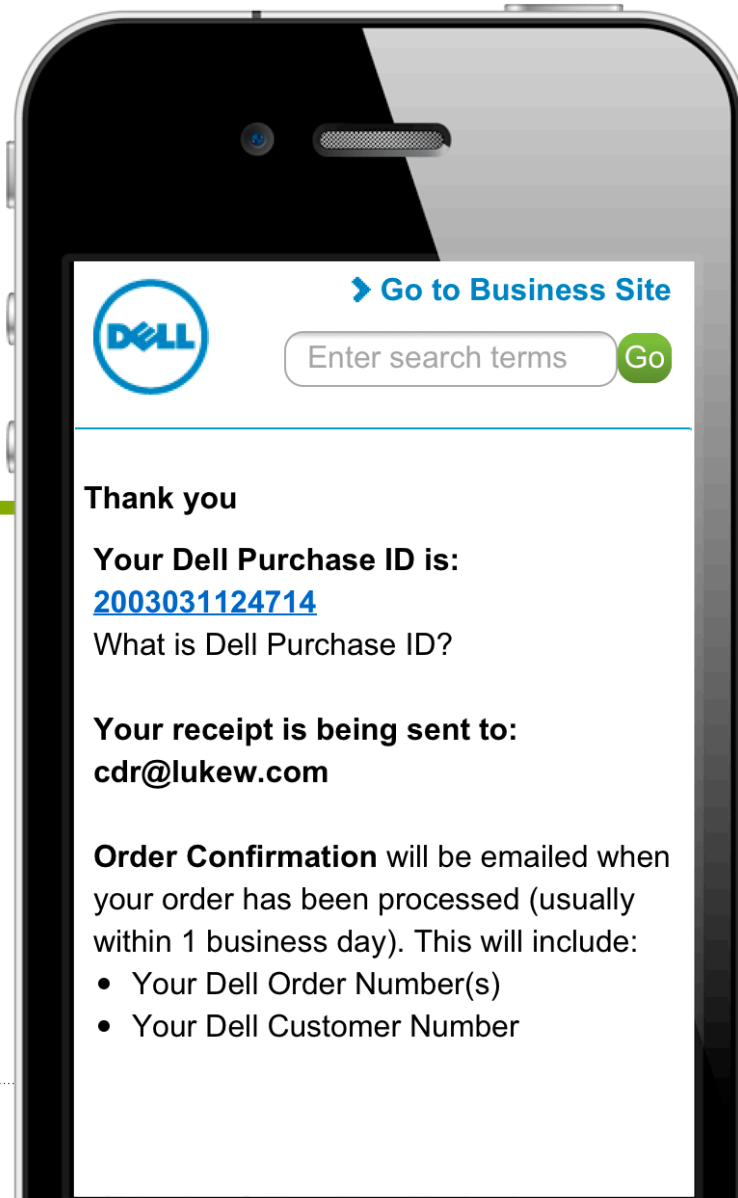 DELL
Go to Business Site
Enter search terms
Go
Thank you
Your Dell Purchase ID is:
2003031124714
What is Dell Purchase ID?
Your receipt is being sent to:
cdr@lukew.com
Order Confirmation will be emailed when
your order has been processed (usually
within 1 business day). This will include:
• Your Dell Order Number(s)
• Your Dell Customer Number